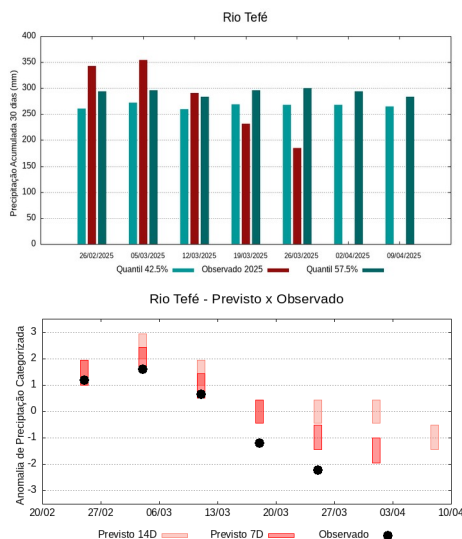 Rio Tefé
Precipitação Acumulada 30 dias (mm)
400
350
300
250
200
150
100
50
0
26/02/2025 05/03/2025 12/03/2025 19/03/2025 26/03/2025 02/04/2025 09/04/2025
Quantil 42.5% Observado 2025 Quantil 57.5%
Rio Tefé - Previsto x Observado
Anomalia de Preciptação Categorizada
3
2
1
0
-1
-2
-3
20/02 27/02 06/03 13/03 20/03 27/03 03/04 10/04
Previsto 14D Previsto 7D Observado